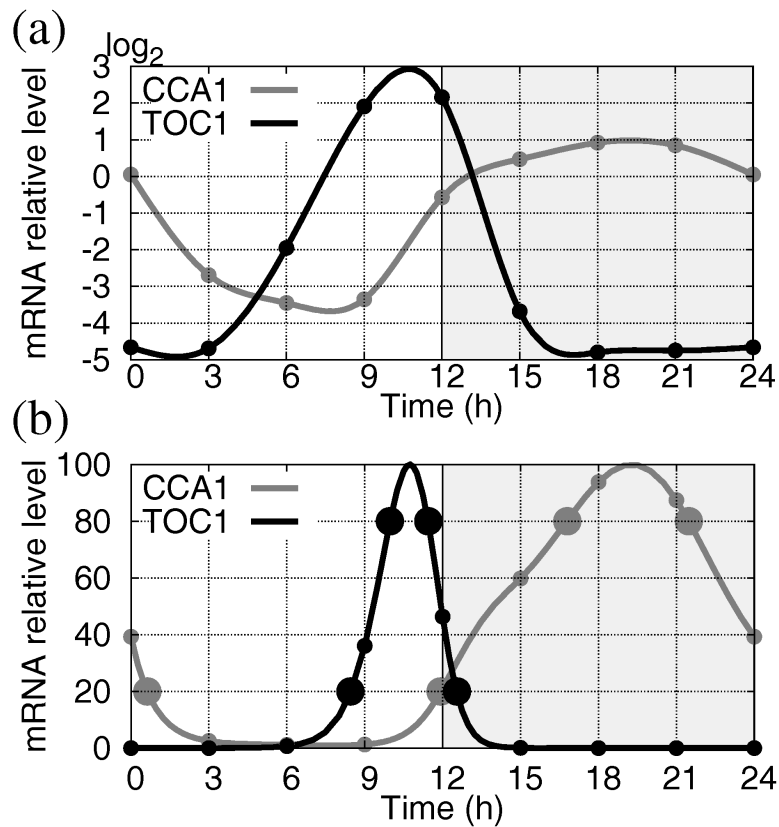 (a)
log2
mRNA relative level
3
2
1
0
-1
-2
-3
-4
-5
CCA1
TOC1
0 3 6 9 12 15 18 21 24
Time (h)
(b)
mRNA relative level
100
80
60
40
20
0
CCA1
TOC1
0 3 6 9 12 15 18 21 24
Time (h)